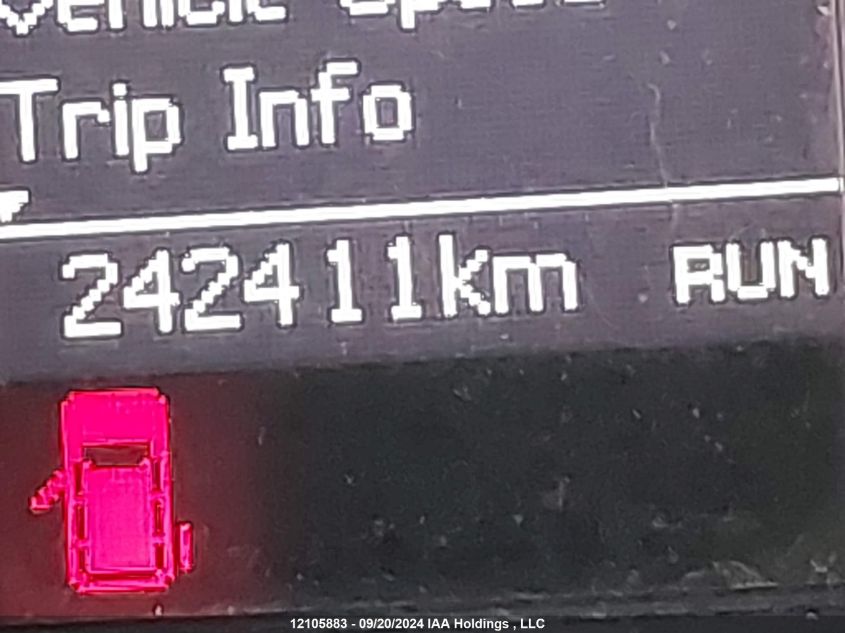 Trip Info
242411km RUN
12105883 - 09/20/2024 IAA Holdings , LLC